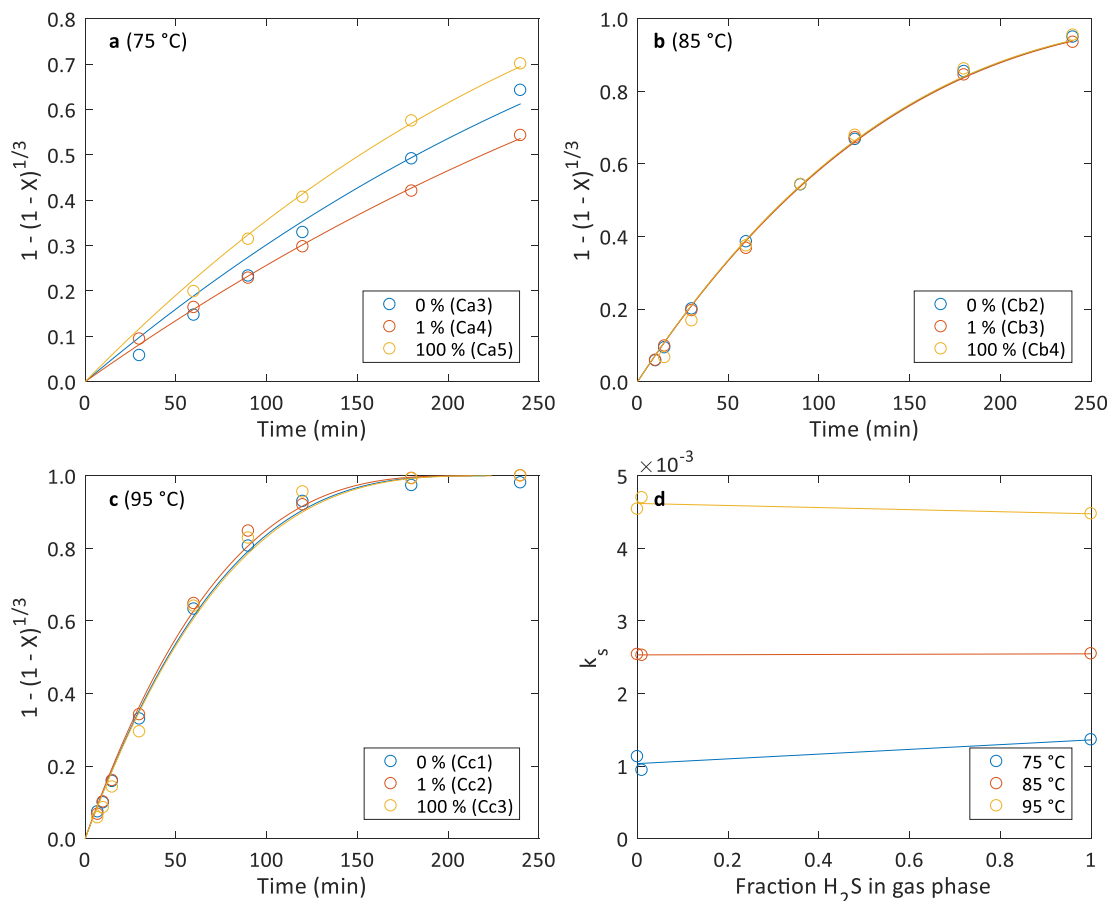 a (75 °C)
1 - (1 - X)^1/3
0.8
0.7
0.6
0.5
0.4
0.3
0.2
0.1
0.0
0 50 100 150 200 250
Time (min)
0 % (Ca3)
1 % (Ca4)
100 % (Ca5)
b (85 °C)
1 - (1 - X)^1/3
1.0
0.8
0.6
0.4
0.2
0.0
0 50 100 150 200 250
Time (min)
0 % (Cb2)
1 % (Cb3)
100 % (Cb4)
c (95 °C)
1 - (1 - X)^1/3
1.0
0.8
0.6
0.4
0.2
0.0
0 50 100 150 200 250
Time (min)
0 % (Cc1)
1 % (Cc2)
100 % (Cc3)
×10^-3
d
k_s
5
4
3
2
1
0
0 0.2 0.4 0.6 0.8 1
Fraction H₂S in gas phase
75 °C
85 °C
95 °C